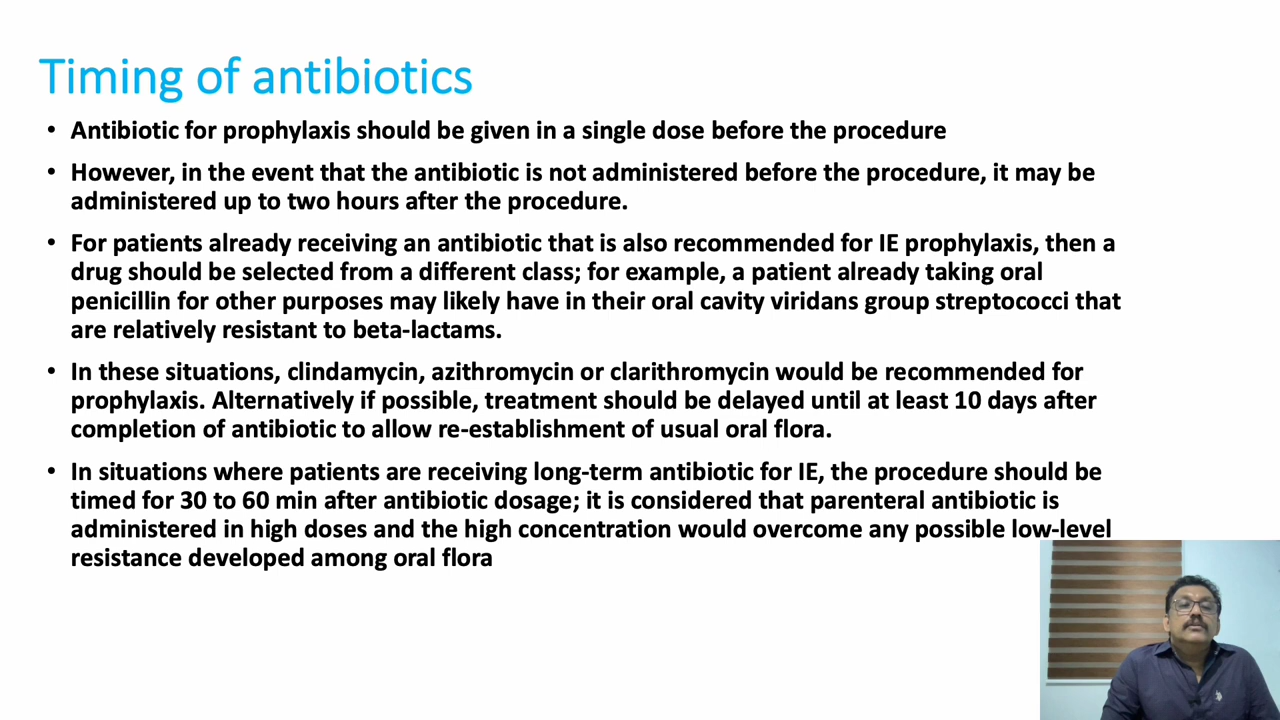 Timing of antibiotics
• Antibiotic for prophylaxis should be given in a single dose before the procedure
• However, in the event that the antibiotic is not administered before the procedure, it may be
administered up to two hours after the procedure.
• For patients already receiving an antibiotic that is also recommended for IE prophylaxis, then a
drug should be selected from a different class; for example, a patient already taking oral
penicillin for other purposes may likely have in their oral cavity viridans group streptococci that
are relatively resistant to beta-lactams.
• In these situations, clindamycin, azithromycin or clarithromycin would be recommended for
prophylaxis. Alternatively if possible, treatment should be delayed until at least 10 days after
completion of antibiotic to allow re-establishment of usual oral flora.
• In situations where patients are receiving long-term antibiotic for IE, the procedure should be
timed for 30 to 60 min after antibiotic dosage; it is considered that parenteral antibiotic is
administered in high doses and the high concentration would overcome any possible low-level
resistance developed among oral flora